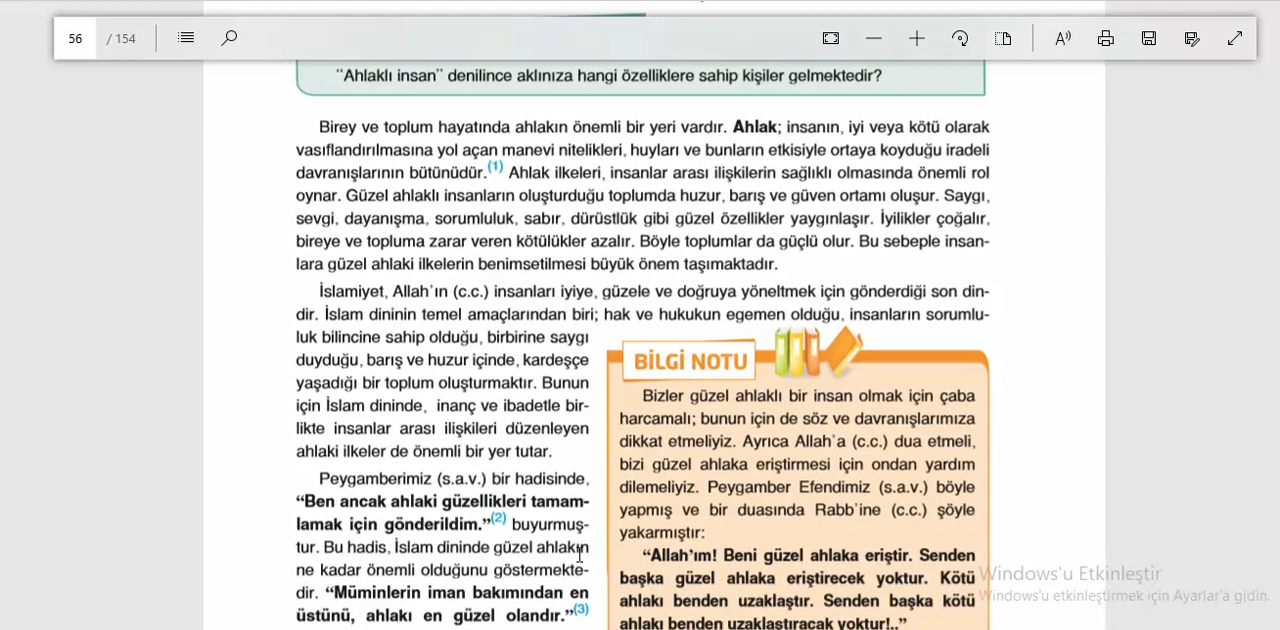 56 / 154
“Ahlaklı insan” denilince aklınıza hangi özelliklere sahip kişiler gelmektedir?
Birey ve toplum hayatında ahlakın önemli bir yeri vardır. Ahlak; insanın, iyi veya kötü olarak
vasıflandırılmasına yol açan manevi nitelikleri, huyları ve bunların etkisiyle ortaya koyduğu iradeli
davranışlarının bütünüdür.(1) Ahlak ilkeleri, insanlar arası ilişkilerin sağlıklı olmasında önemli rol
oynar. Güzel ahlaklı insanların oluşturduğu toplumda huzur, barış ve güven ortamı oluşur. Saygı,
sevgi, dayanışma, sorumluluk, sabır, dürüstlük gibi güzel özellikler yaygınlaşır. İyilikler çoğalır,
bireye ve topluma zarar veren kötülükler azalır. Böyle toplumlar da güçlü olur. Bu sebeple insan-
lara güzel ahlaki ilkelerin benimsetilmesi büyük önem taşımaktadır.
İslamiyet, Allah’ın (c.c.) insanları iyiye, güzele ve doğruya yöneltmek için gönderdiği son din-
dir. İslam dininin temel amaçlarından biri; hak ve hukukun egemen olduğu, insanların sorumlu-
luk bilincine sahip olduğu, birbirine saygı
duyduğu, barış ve huzur içinde, kardeşçe
yaşadığı bir toplum oluşturmaktır. Bunun
için İslam dininde, inanç ve ibadetle bir-
likte insanlar arası ilişkileri düzenleyen
ahlaki ilkeler de önemli bir yer tutar.
Peygamberimiz (s.a.v.) bir hadisinde,
“Ben ancak ahlaki güzellikleri tamam-
lamak için gönderildim.”(2) buyurmuş-
tur. Bu hadis, İslam dininde güzel ahlakın
ne kadar önemli olduğunu göstermekte-
dir. “Müminlerin iman bakımından en
üstünü, ahlakı en güzel olandır.”(3)
BİLGİ NOTU
Bizler güzel ahlaklı bir insan olmak için çaba
harcamalı; bunun için de söz ve davranışlarımıza
dikkat etmeliyiz. Ayrıca Allah’a (c.c.) dua etmeli,
bizi güzel ahlaka eriştirmesi için ondan yardım
dilemeliyiz. Peygamber Efendimiz (s.a.v.) böyle
yapmış ve bir duasında Rabb’ine (c.c.) şöyle
yakarmıştır:
“Allah’ım! Beni güzel ahlaka eriştir. Senden
başka güzel ahlaka eriştirecek yoktur. Kötü
ahlakı benden uzaklaştır. Senden başka kötü
ahlakı benden uzaklaştıracak yoktur!..”
Windows'u Etkinleştir
Windows'u etkinleştirmek için Ayarlar'a gidin.